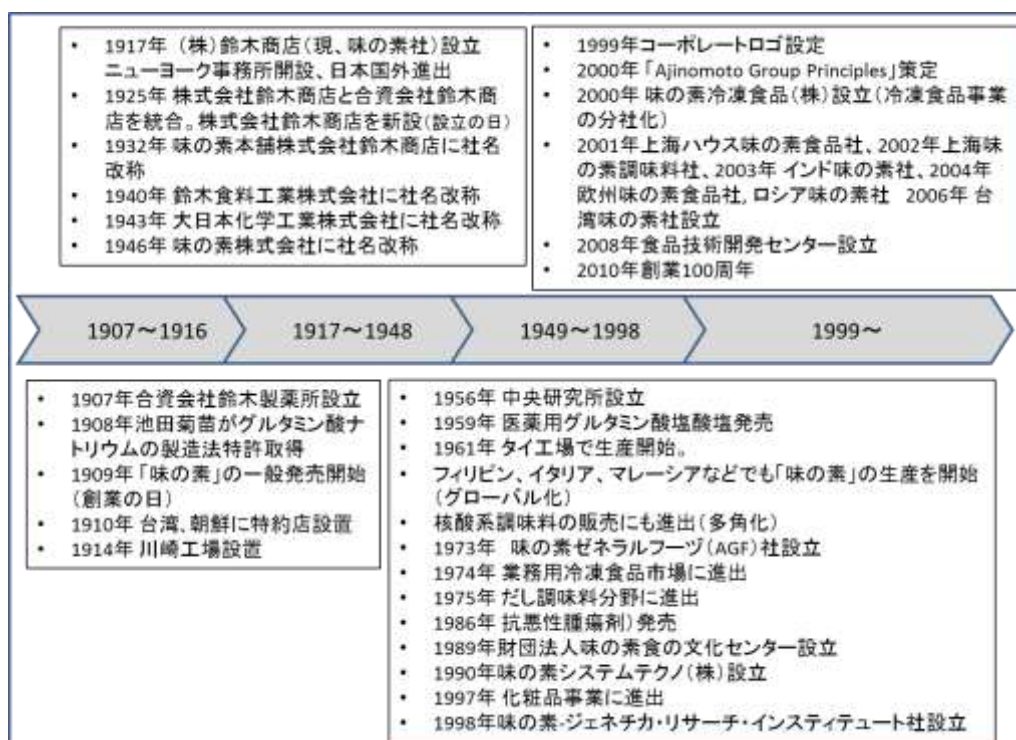 • 1917年 （株）鈴木商店（現、味の素社）設立
ニューヨーク事務所開設、日本国外進出
• 1925年 株式会社鈴木商店と合資会社鈴木商
店を統合。株式会社鈴木商店を新設（設立の日）
• 1932年 味の素本舗株式会社鈴木商店に社名
改称
• 1940年 鈴木食料工業株式会社に社名改称
• 1943年 大日本化学工業株式会社に社名改称
• 1946年 味の素株式会社に社名改称
• 1999年コーポレートロゴ設定
• 2000年「Ajinomoto Group Principles」策定
• 2000年 味の素冷凍食品（株）設立（冷凍食品事業
の分社化）
• 2001年上海ハウス味の素食品社、2002年上海味
の素調味料社、2003年 インド味の素社、2004年
欧州味の素食品社, ロシア味の素社 2006年 台
湾味の素社設立
• 2008年食品技術開発センター設立
• 2010年創業100周年
1907～1916
1917～1948
1949～1998
1999～
• 1907年合資会社鈴木製薬所設立
• 1908年池田菊苗がグルタミン酸ナ
トリウムの製造法特許取得
• 1909年「味の素」の一般発売開始
（創業の日）
• 1910年 台湾、朝鮮に特約店設置
• 1914年 川崎工場設置
• 1956年 中央研究所設立
• 1959年 医薬用グルタミン酸塩酸塩発売
• 1961年 タイ工場で生産開始。
• フィリピン、イタリア、マレーシアなどでも「味の素」の生産を開始
（グローバル化）
• 核酸系調味料の販売にも進出（多角化）
• 1973年 味の素ゼネラルフーヅ（AGF）社設立
• 1974年 業務用冷凍食品市場に進出
• 1975年 だし調味料分野に進出
• 1986年 抗悪性腫瘍剤）発売
• 1989年財団法人味の素食の文化センター設立
• 1990年味の素システムテクノ（株）設立
• 1997年 化粧品事業に進出
• 1998年味の素-ジェネチカ・リサーチ・インスティテュート社設立